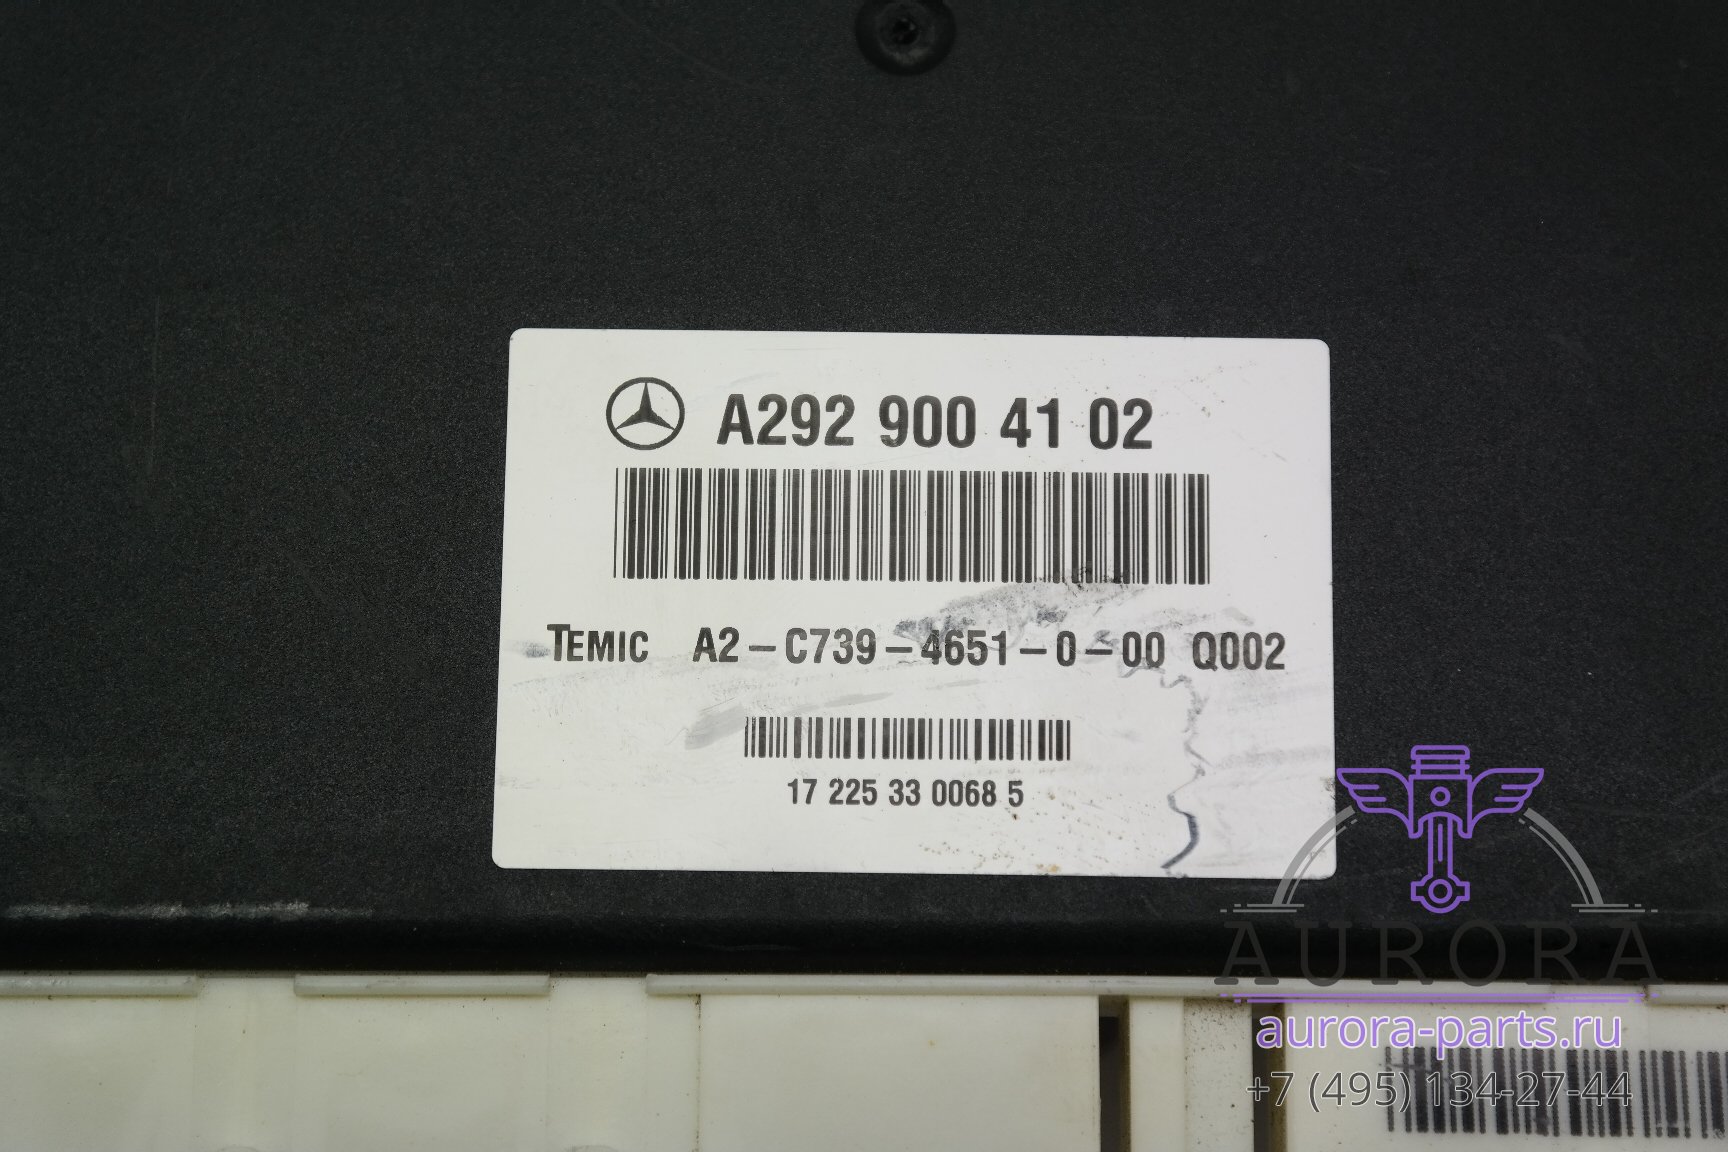 A292 900 41 02
TEMIC A2-C739-4651-0-00 Q002
17 225 33 0068 5
AURORA
aurora-parts.ru
+7 (495) 134-27-44